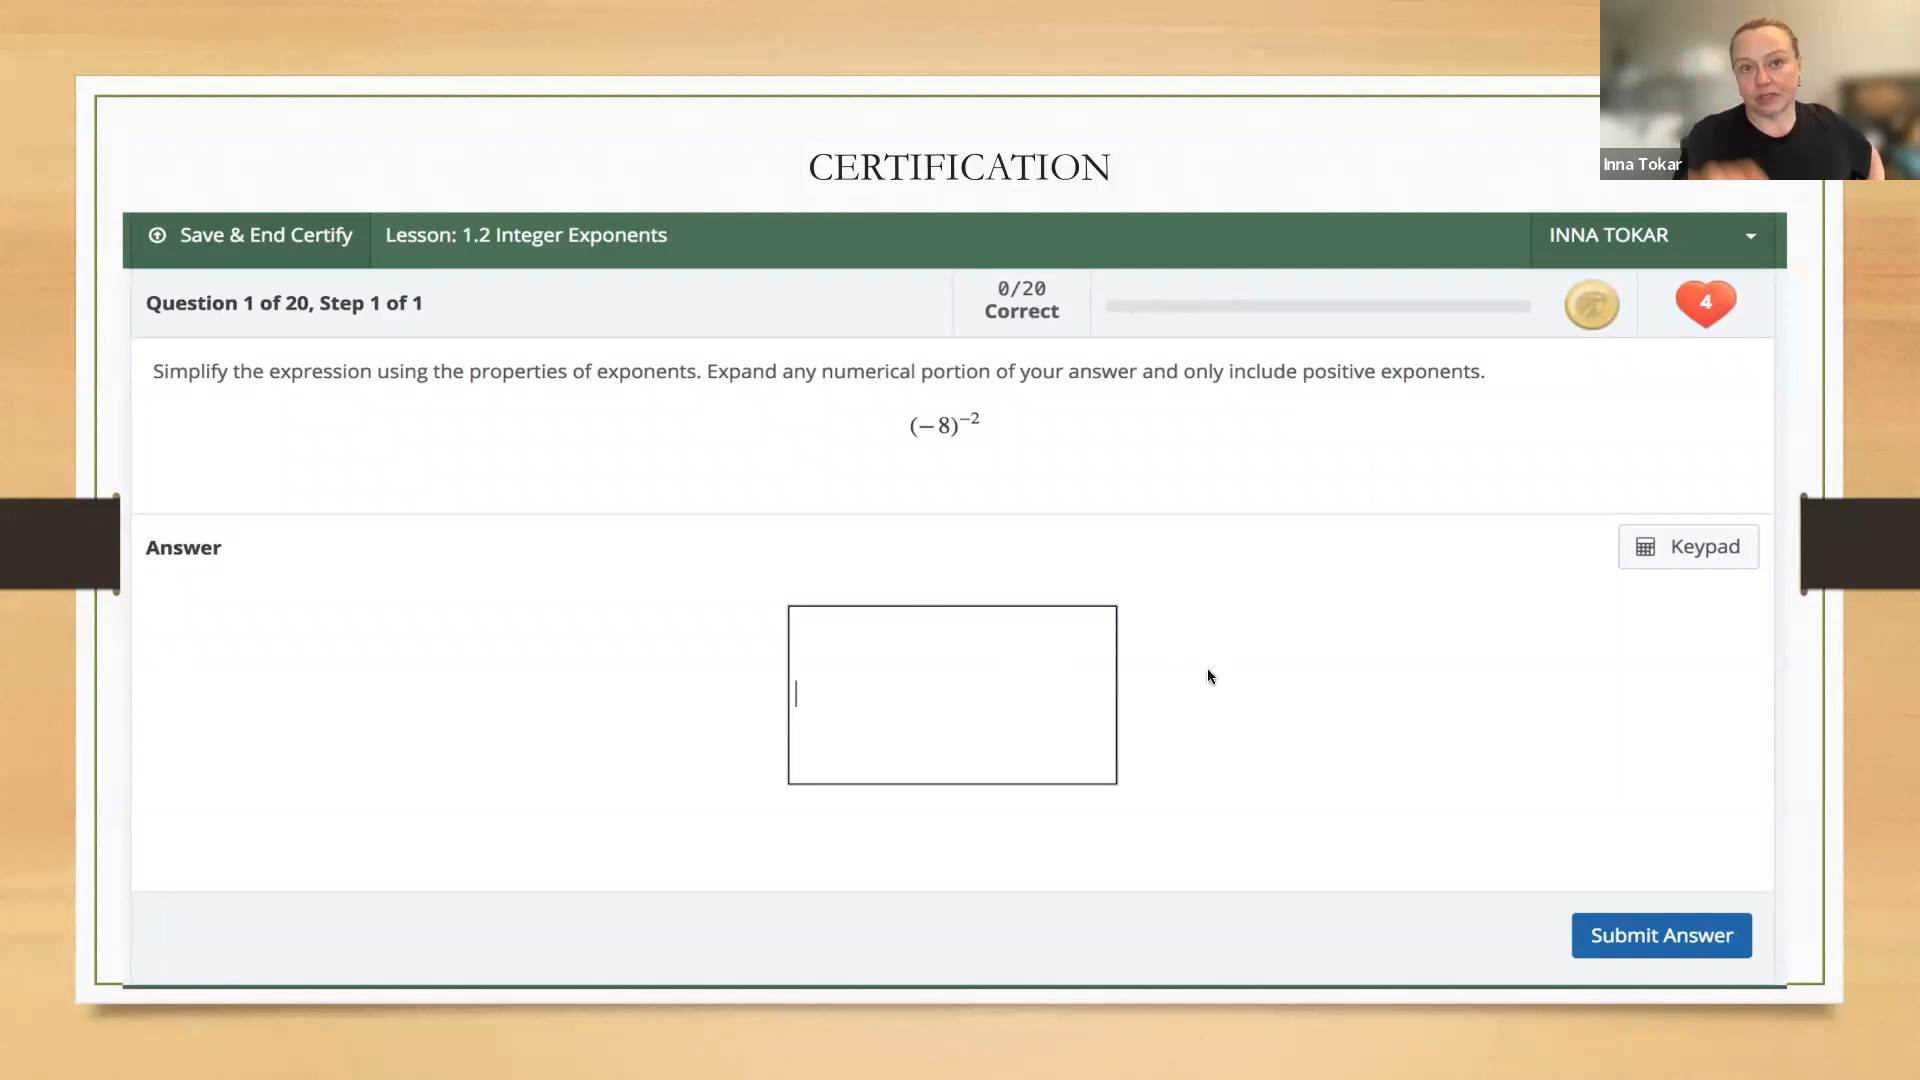 CERTIFICATION
Inna Tokar
Save & End Certify
Lesson: 1.2 Integer Exponents
INNA TOKAR
Question 1 of 20, Step 1 of 1
0/20
Correct
4
Simplify the expression using the properties of exponents. Expand any numerical portion of your answer and only include positive exponents.
(−8)⁻²
Answer
Keypad
Submit Answer